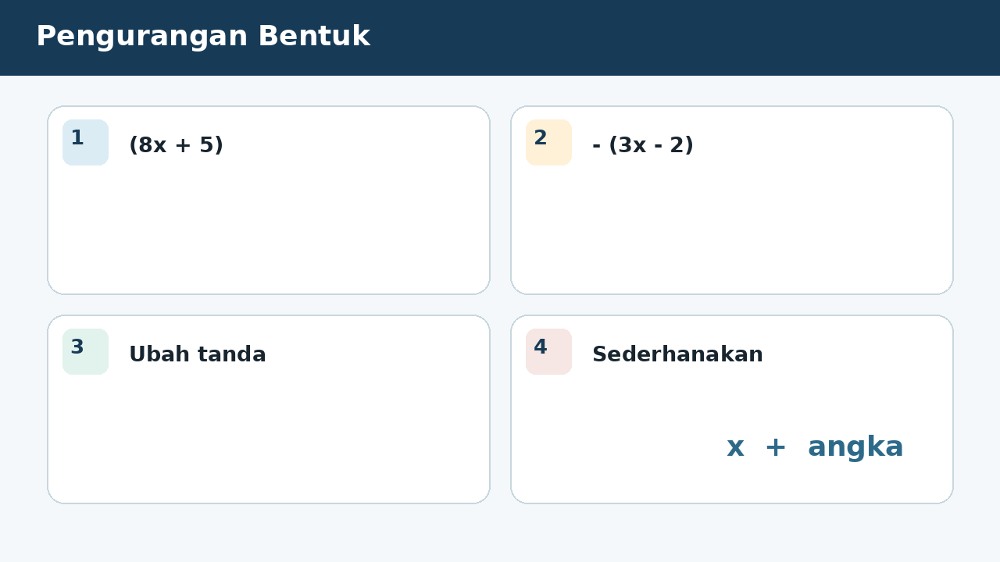 Pengurangan Bentuk
1
(8x + 5)
2
- (3x - 2)
3
Ubah tanda
4
Sederhanakan
x + angka